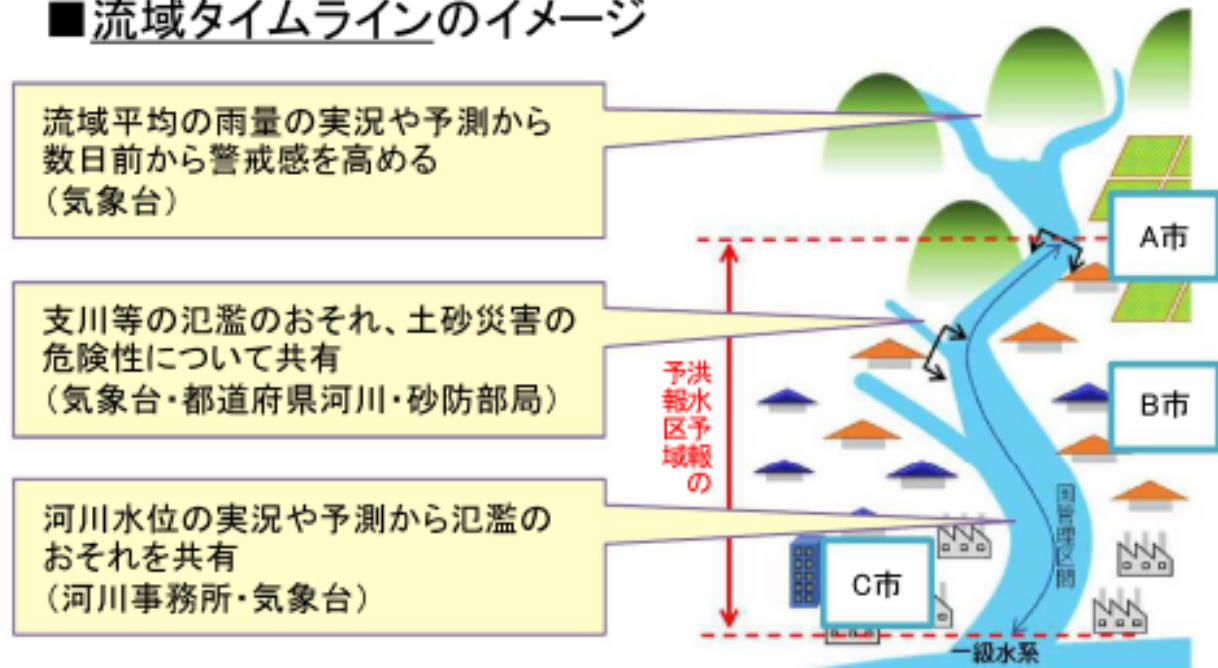 ■流域タイムラインのイメージ
流域平均の雨量の実況や予測から
数日前から警戒感を高める
（気象台）
支川等の氾濫のおそれ、土砂災害の
危険性について共有
（気象台・都道府県河川・砂防部局）
河川水位の実況や予測から氾濫の
おそれを共有
（河川事務所・気象台）
洪水予報の
予報区域
A市
B市
C市
国管理区間
一級水系